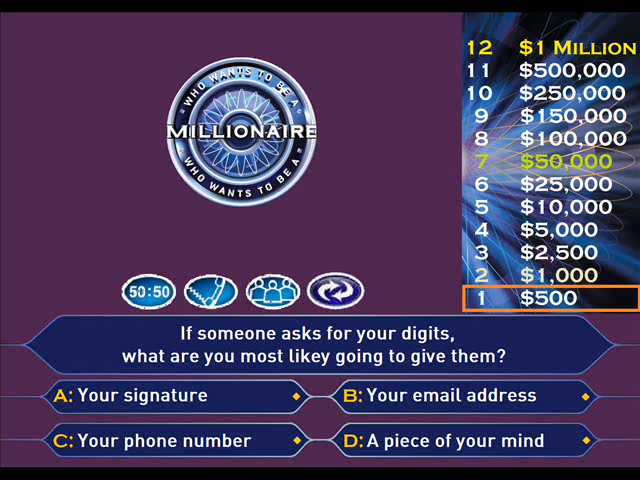 WHO WANTS TO BE A
MILLIONAIRE
WHO WANTS TO BE A
12 $1 MILLION
11 $500,000
10 $250,000
9 $150,000
8 $100,000
7 $50,000
6 $25,000
5 $10,000
4 $5,000
3 $2,500
2 $1,000
1 $500
50:50
If someone asks for your digits,
what are you most likey going to give them?
A: Your signature
B: Your email address
C: Your phone number
D: A piece of your mind